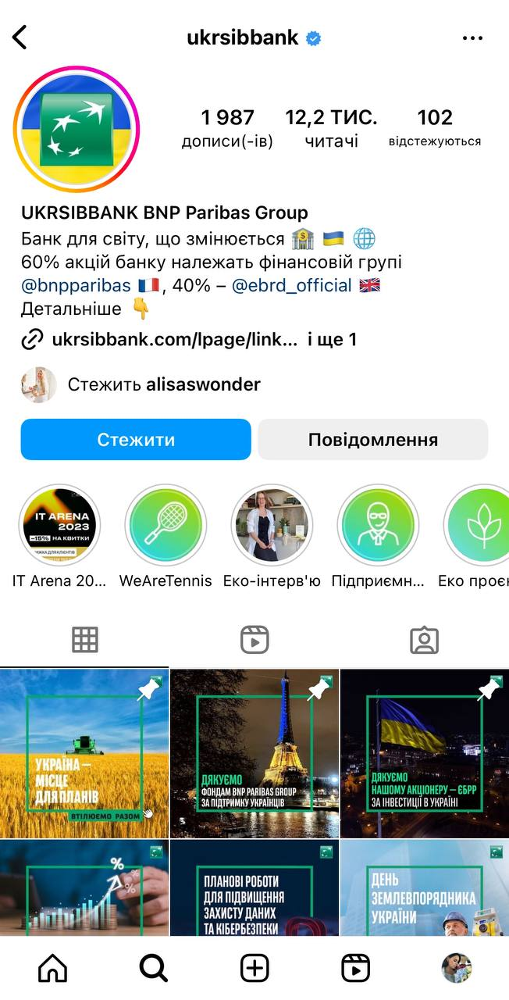 ukrsibbank
1 987
дописи(-ів)
12,2 ТИС.
читачі
102
відстежуються
UKRSIBBANK BNP Paribas Group
Банк для світу, що змінюється
60% акцій банку належать фінансовій групі
@bnpparibas , 40% – @ebrd_official
Детальніше
ukrsibbank.com/lpage/link... і ще 1
Стежить alisaswonder
Стежити
Повідомлення
IT ARENA
2023
-15% НА КВИТКИ
IT Arena 20...
WeAreTennis
Еко-інтерв'ю
Підприємн...
Еко проєк
УКРАЇНА —
МІСЦЕ
ДЛЯ ПЛАНІВ
ВТІЛЮЄМО РАЗОМ
ДЯКУЄМО
ФОНДАМ BNP PARIBAS GROUP
ЗА ПІДТРИМКУ УКРАЇНЦІВ
ДЯКУЄМО
НАШОМУ АКЦІОНЕРУ – ЄБРР
ЗА ІНВЕСТИЦІЇ В УКРАЇНІ
%
%
%
ПЛАНОВІ РОБОТИ
ДЛЯ ПІДВИЩЕННЯ
ЗАХИСТУ ДАНИХ
ТА КІБЕРБЕЗПЕКИ
ДЕНЬ
ЗЕМЛЕВПОРЯДНИКА
УКРАЇНИ